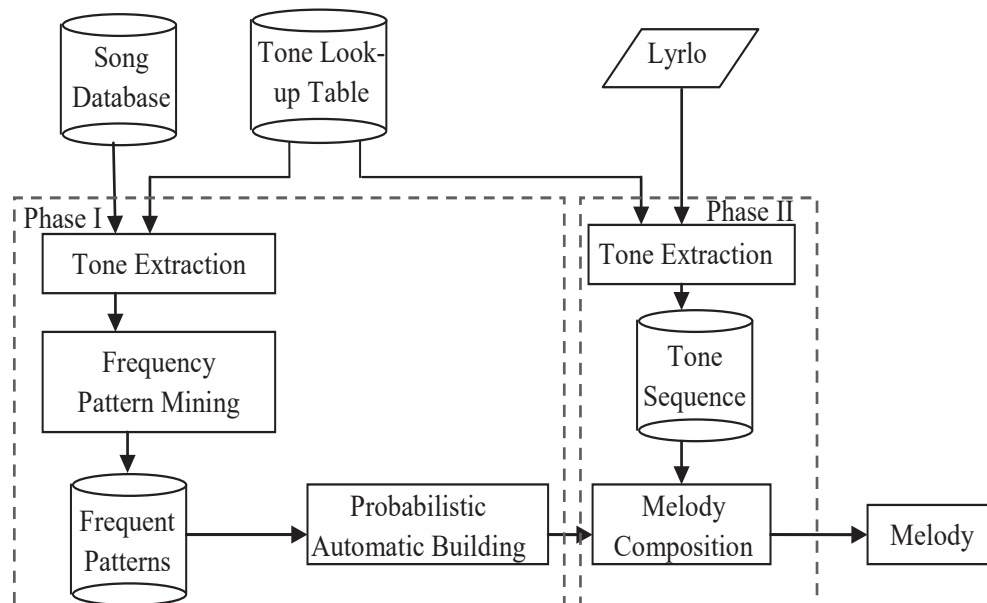 Song
Database
Tone Look-
up Table
Lyrlo
Phase I
Tone Extraction
Frequency
Pattern Mining
Frequent
Patterns
Probabilistic
Automatic Building
Phase II
Tone Extraction
Tone
Sequence
Melody
Composition
Melody